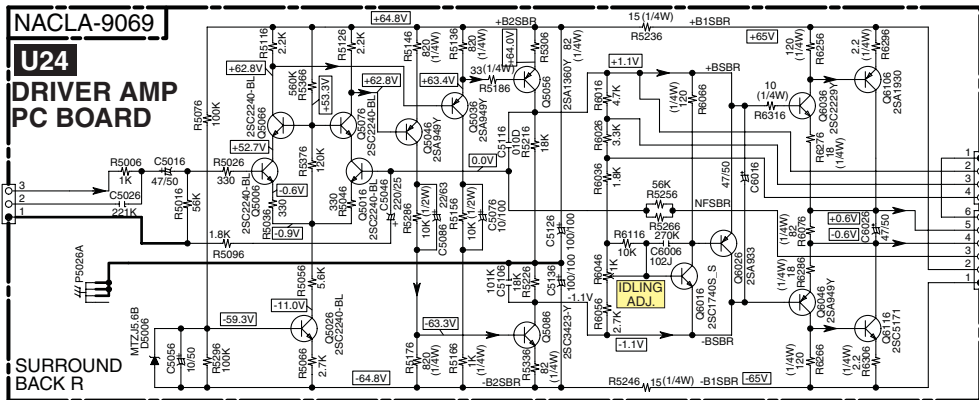 NACLA-9069
U24
DRIVER AMP
PC BOARD
SURROUND
BACK R
+64.8V
+B2SBR
15 (1/4W)
R5236
+B1SBR
+65V
R5116
2.2K
R5126
2.2K
R5146
820
(1/4W)
R5136
820
(1/4W)
+64.0V
R5306
82
(1/4W)
120
(1/4W)
R6256
2.2
(1/4W)
R6296
+62.8V
560K
R5366
+53.3V
+62.8V
+63.4V
33(1/4W)
R5186
Q5056
2SA1360Y
+1.1V
+BSBR
Q6106
2SA1930
R5076
100K
2SC2240-BL
Q5066
Q5076
2SC2240-BL
Q5046
2SA949Y
Q5036
2SA949Y
R6016
4.7K
(1/4W)
120
R6066
10
(1/4W)
R6316
Q6036
2SC2229-Y
R6276
18
(1/4W)
C5116
010D
R5216
18K
R6026
3.3K
+52.7V
R5376
120K
0.0V
R6036
1.8K
47/50
C6016
R5006
1K
C5016
47/50
R5026
330
3
2
1
C5026
221K
R5016
56K
2SC2240-BL
Q5006
R5036
330
-0.6V
-0.9V
330
R5046
Q5016
2SC2240-BL
C5046
220/25
R5286
10K (1/2W)
C5086
22/63
R5156
10K (1/2W)
C5076
10/100
56K
R5256
R5266
270K
NFSBR
1.8K
R5096
C5126
100/100
R6116
10K
C6006
102J
Q6026
2SA933
(1/4W)
82
R6076
+0.6V
-0.6V
C6026
47/50
P5026A
R5056
5.6K
C5106
101K
18K
R5226
C5136
100/100
-1.1V
R6046
1K
IDLING
ADJ.
Q6016
2SC1740S_S
(1/4W)
18
R6286
-11.0V
-59.3V
Q5026
2SC2240-BL
-63.3V
Q5086
2SC3423-Y
R6056
2.7K
-1.1V
-BSBR
Q6046
2SA949Y
MTZJ5.6B
D5006
C5056
10/50
R5296
100K
R5066
2.7K
R5176
820
(1/4W)
R5166
1K
(1/4W)
R5336
82
(1/4W)
(1/4W)
120
R6266
(1/4W)
2.2
R6306
Q6116
2SC5171
-64.8V
-B2SBR
R5246
15 (1/4W)
-B1SBR
-65V
1
2
3
4
6
5
4
3
2
1